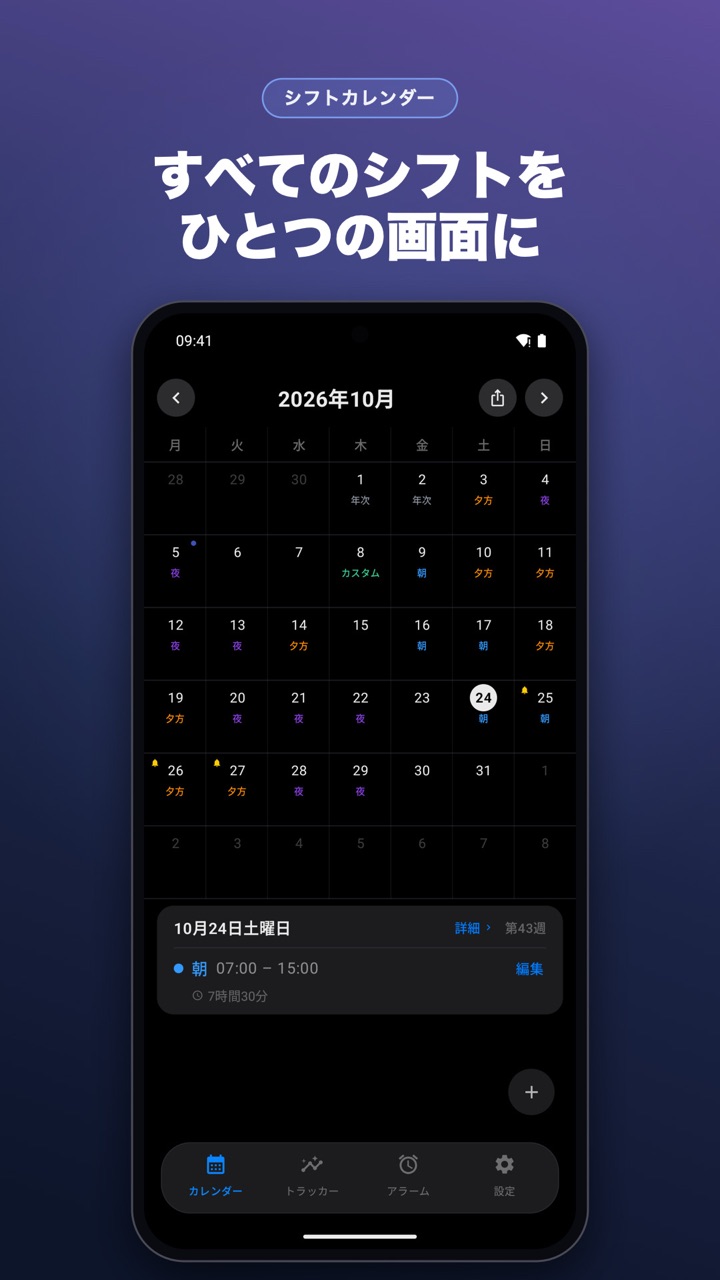 シフトカレンダー
すべてのシフトを
ひとつの画面に
09:41
2026年10月
月 火 水 木 金 土 日
28 29 30 1 2 3 4
年次 年次 夕方 夜
5 6 7 8 9 10 11
夜 カスタム 朝 夕方 夕方
12 13 14 15 16 17 18
夜 夜 夕方 朝 朝 夕方
19 20 21 22 23 24 25
夕方 夜 夜 夜 朝 朝
26 27 28 29 30 31 1
夕方 夕方 夜 夜
2 3 4 5 6 7 8
10月24日土曜日 詳細 › 第43週
朝 07:00 – 15:00 編集
7時間30分
+
カレンダー トラッカー アラーム 設定